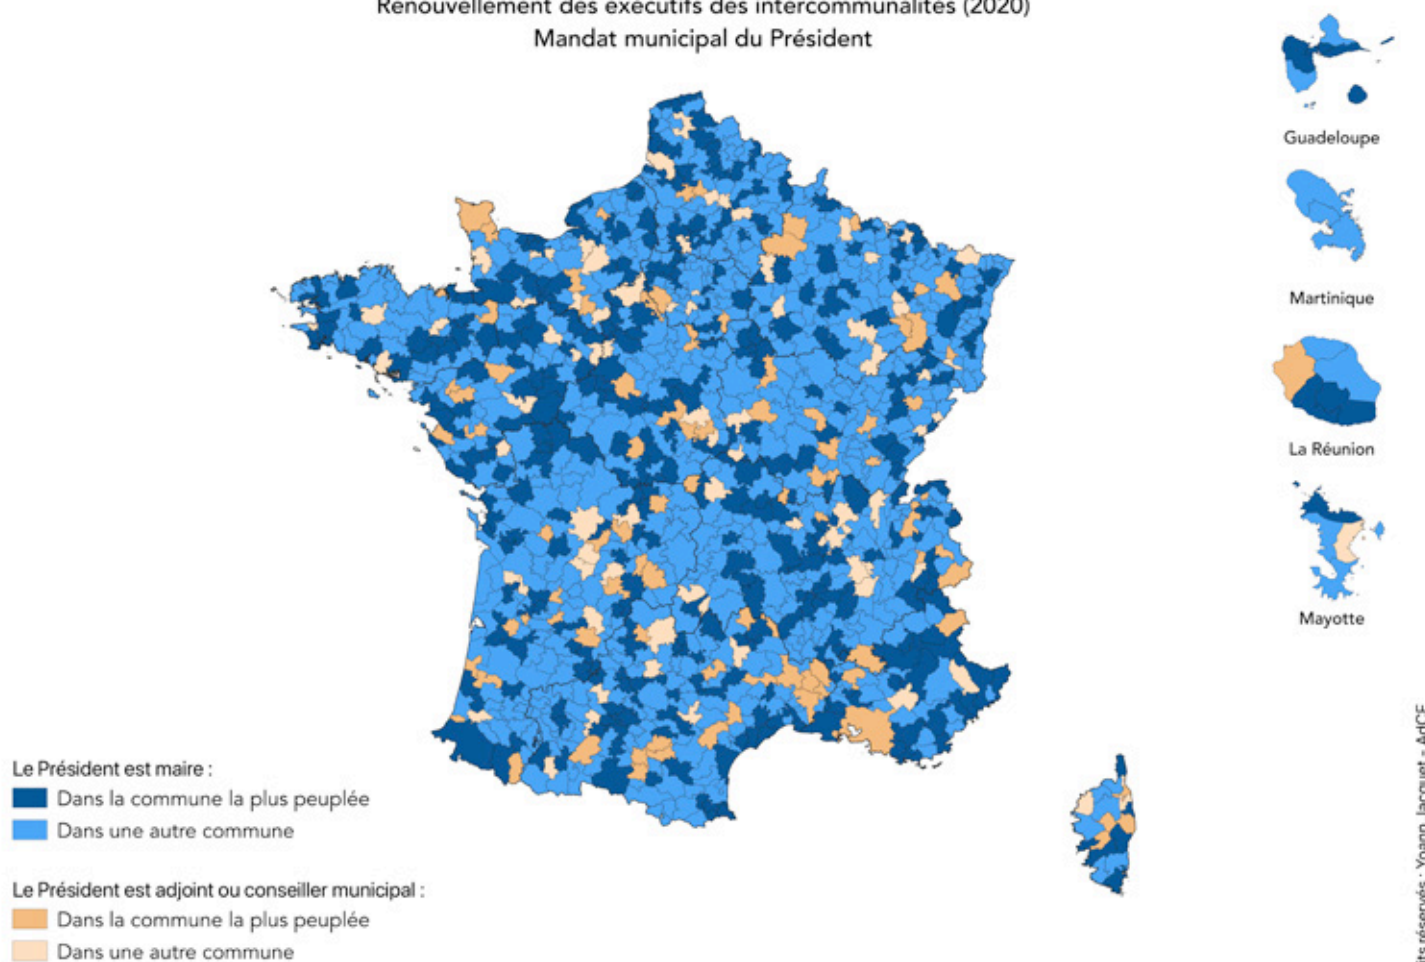 Renouvellement des exécutifs des intercommunalités (2020)
Mandat municipal du Président
Guadeloupe
Martinique
La Réunion
Mayotte
Le Président est maire :
Dans la commune la plus peuplée
Dans une autre commune
Le Président est adjoint ou conseiller municipal :
Dans la commune la plus peuplée
Dans une autre commune
réservés : Yoann Jacquet - AdCF